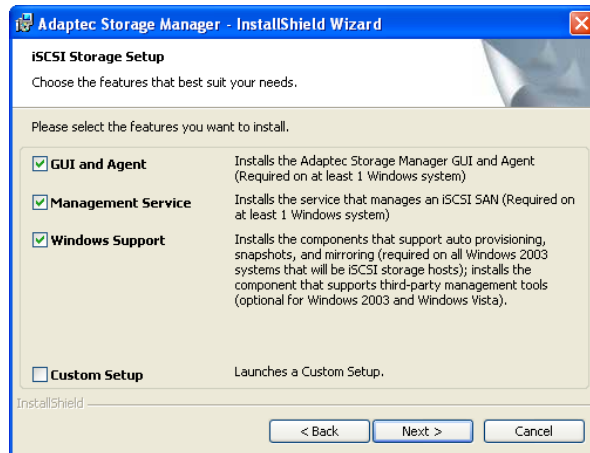 Adaptec Storage Manager - InstallShield Wizard
iSCSI Storage Setup
Choose the features that best suit your needs.
Please select the features you want to install.
GUI and Agent
Installs the Adaptec Storage Manager GUI and Agent
(Required on at least 1 Windows system)
Management Service
Installs the service that manages an iSCSI SAN (Required on
at least 1 Windows system)
Windows Support
Installs the components that support auto provisioning,
snapshots, and mirroring (required on all Windows 2003
systems that will be iSCSI storage hosts); installs the
component that supports third-party management tools
(optional for Windows 2003 and Windows Vista).
Custom Setup
Launches a Custom Setup.
InstallShield
< Back
Next >
Cancel